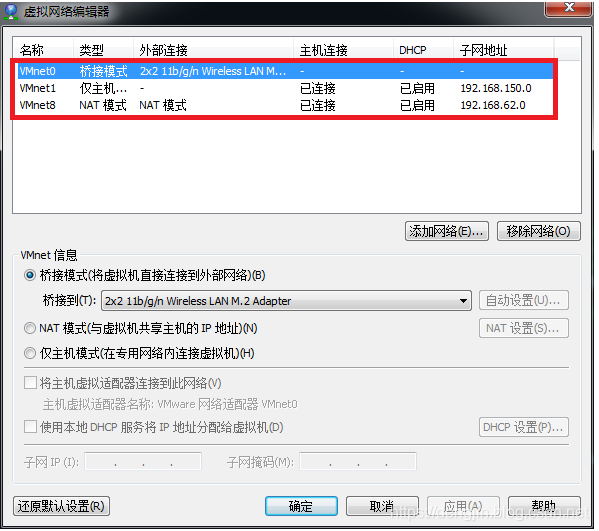 虚拟网络编辑器
名称 类型 外部连接 主机连接 DHCP 子网地址
VMnet0 桥接模式 2x2 11b/g/n Wireless LAN M... - - -
VMnet1 仅主机... - 已连接 已启用 192.168.150.0
VMnet8 NAT 模式 NAT 模式 已连接 已启用 192.168.62.0
添加网络(E)... 移除网络(O)
VMnet 信息
桥接模式(将虚拟机直接连接到外部网络)(B)
桥接到(T): 2x2 11b/g/n Wireless LAN M.2 Adapter 自动设置(U)...
NAT 模式(与虚拟机共享主机的 IP 地址)(N) NAT 设置(S)...
仅主机模式(在专用网络内连接虚拟机)(H)
将主机虚拟适配器连接到此网络(V)
主机虚拟适配器名称: VMware 网络适配器 VMnet0
使用本地 DHCP 服务将 IP 地址分配给虚拟机(D) DHCP 设置(P)...
子网 IP (I): . . . 子网掩码(M): . . .
还原默认设置(R) 确定 取消 应用(A) 帮助